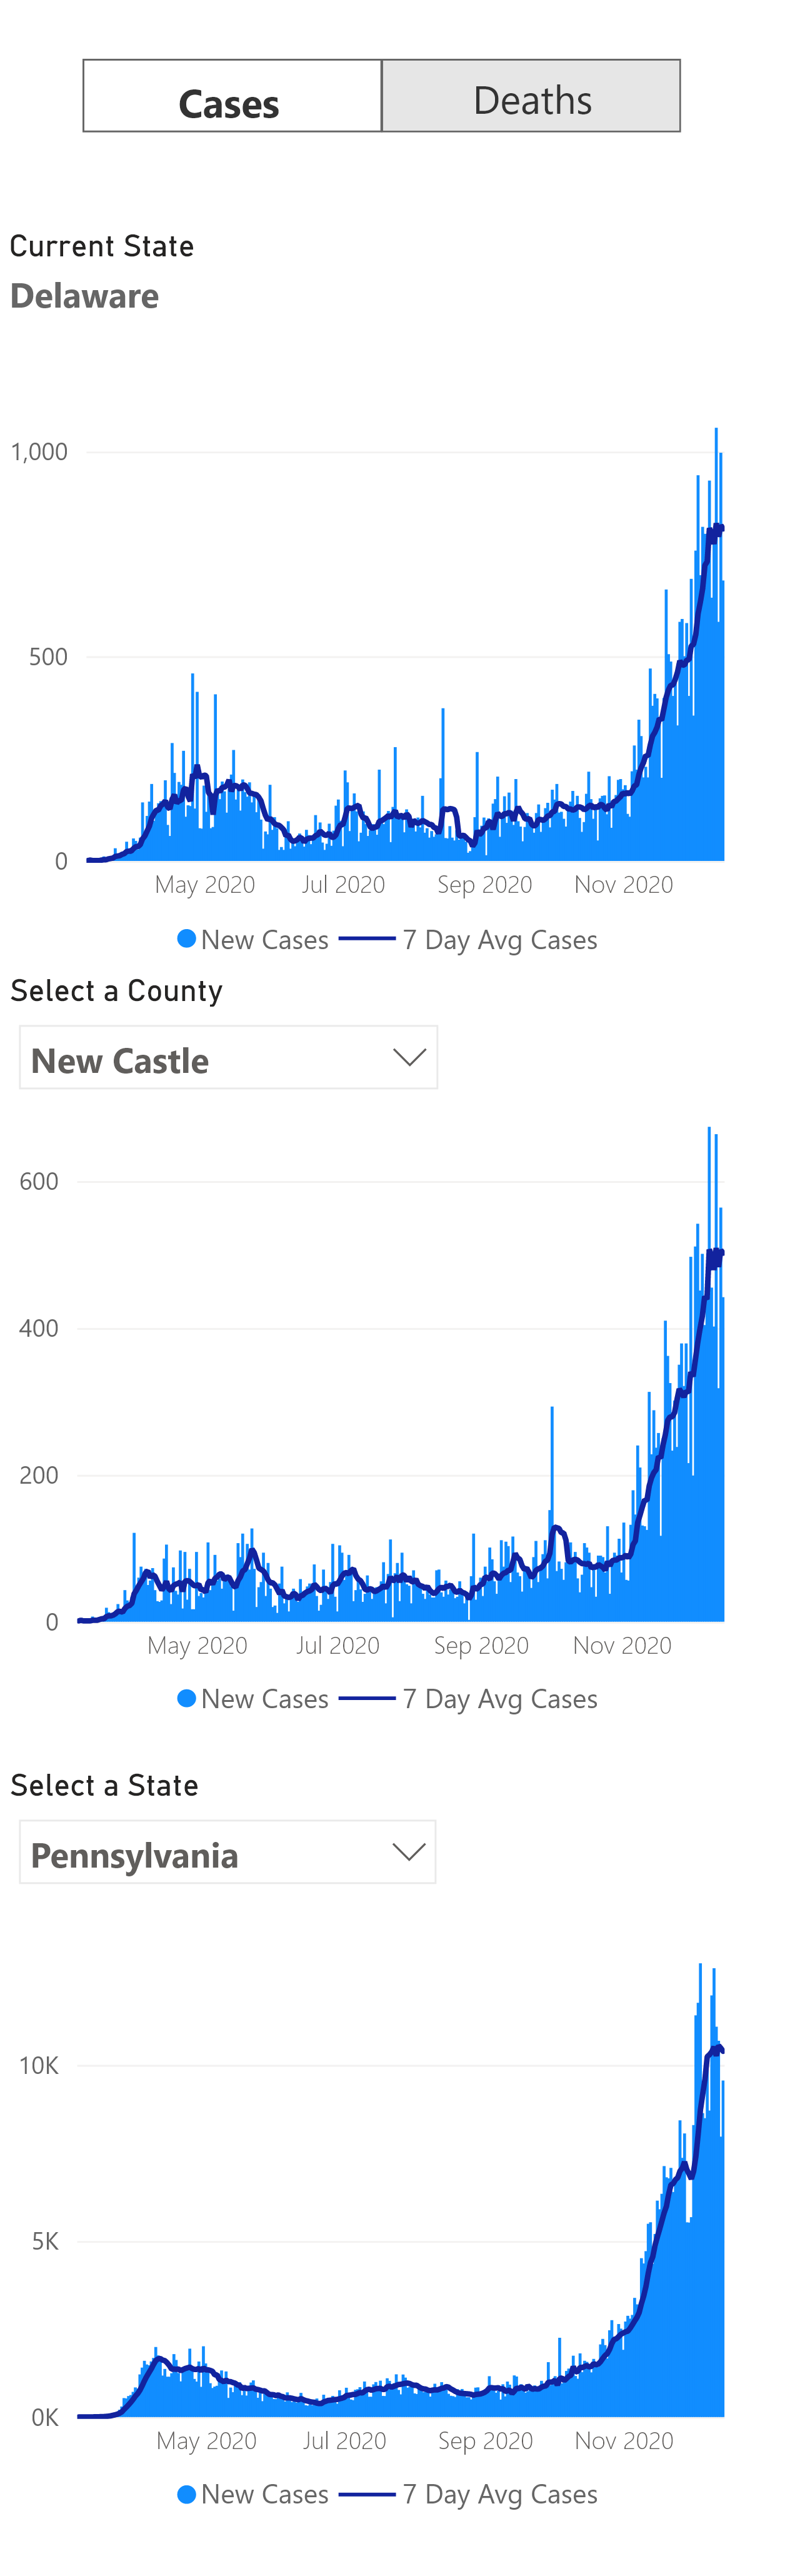 Cases Deaths
Current State
Delaware
1,000
500
0
May 2020 Jul 2020 Sep 2020 Nov 2020
New Cases 7 Day Avg Cases
Select a County
New Castle
600
400
200
0
May 2020 Jul 2020 Sep 2020 Nov 2020
New Cases 7 Day Avg Cases
Select a State
Pennsylvania
10K
5K
0K
May 2020 Jul 2020 Sep 2020 Nov 2020
New Cases 7 Day Avg Cases